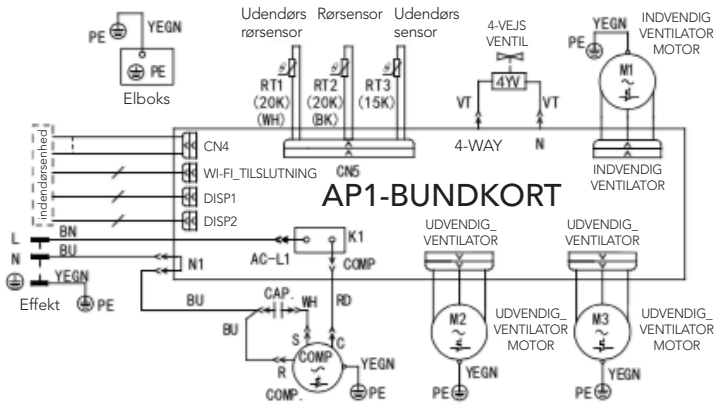 PE
YEGN
PE
Elboks
Udendørs
rørsensor
Rørsensor
Udendørs
sensor
RT1
(20K)
(WH)
RT2
(20K)
(BK)
RT3
(15K)
4-VEJS
VENTIL
4YV
VT
VT
4-WAY
N
YEGN
PE
M1
~
INDVENDIG
VENTILATOR
MOTOR
INDVENDIG
VENTILATOR
indendørsenhed
CN4
WI-FI_TILSLUTNING
DISP1
DISP2
CN5
AP1-BUNDKORT
L
BN
N
BU
YEGN
PE
Effekt
N1
AC-L1
K1
COMP
BU
CAP.
WH
RD
BU
S
C
R
COMP
~
COMP.
YEGN
PE
UDVENDIG_
VENTILATOR
M2
~
UDVENDIG_
VENTILATOR
MOTOR
YEGN
PE
UDVENDIG_
VENTILATOR
M3
~
UDVENDIG_
VENTILATOR
MOTOR
YEGN
PE